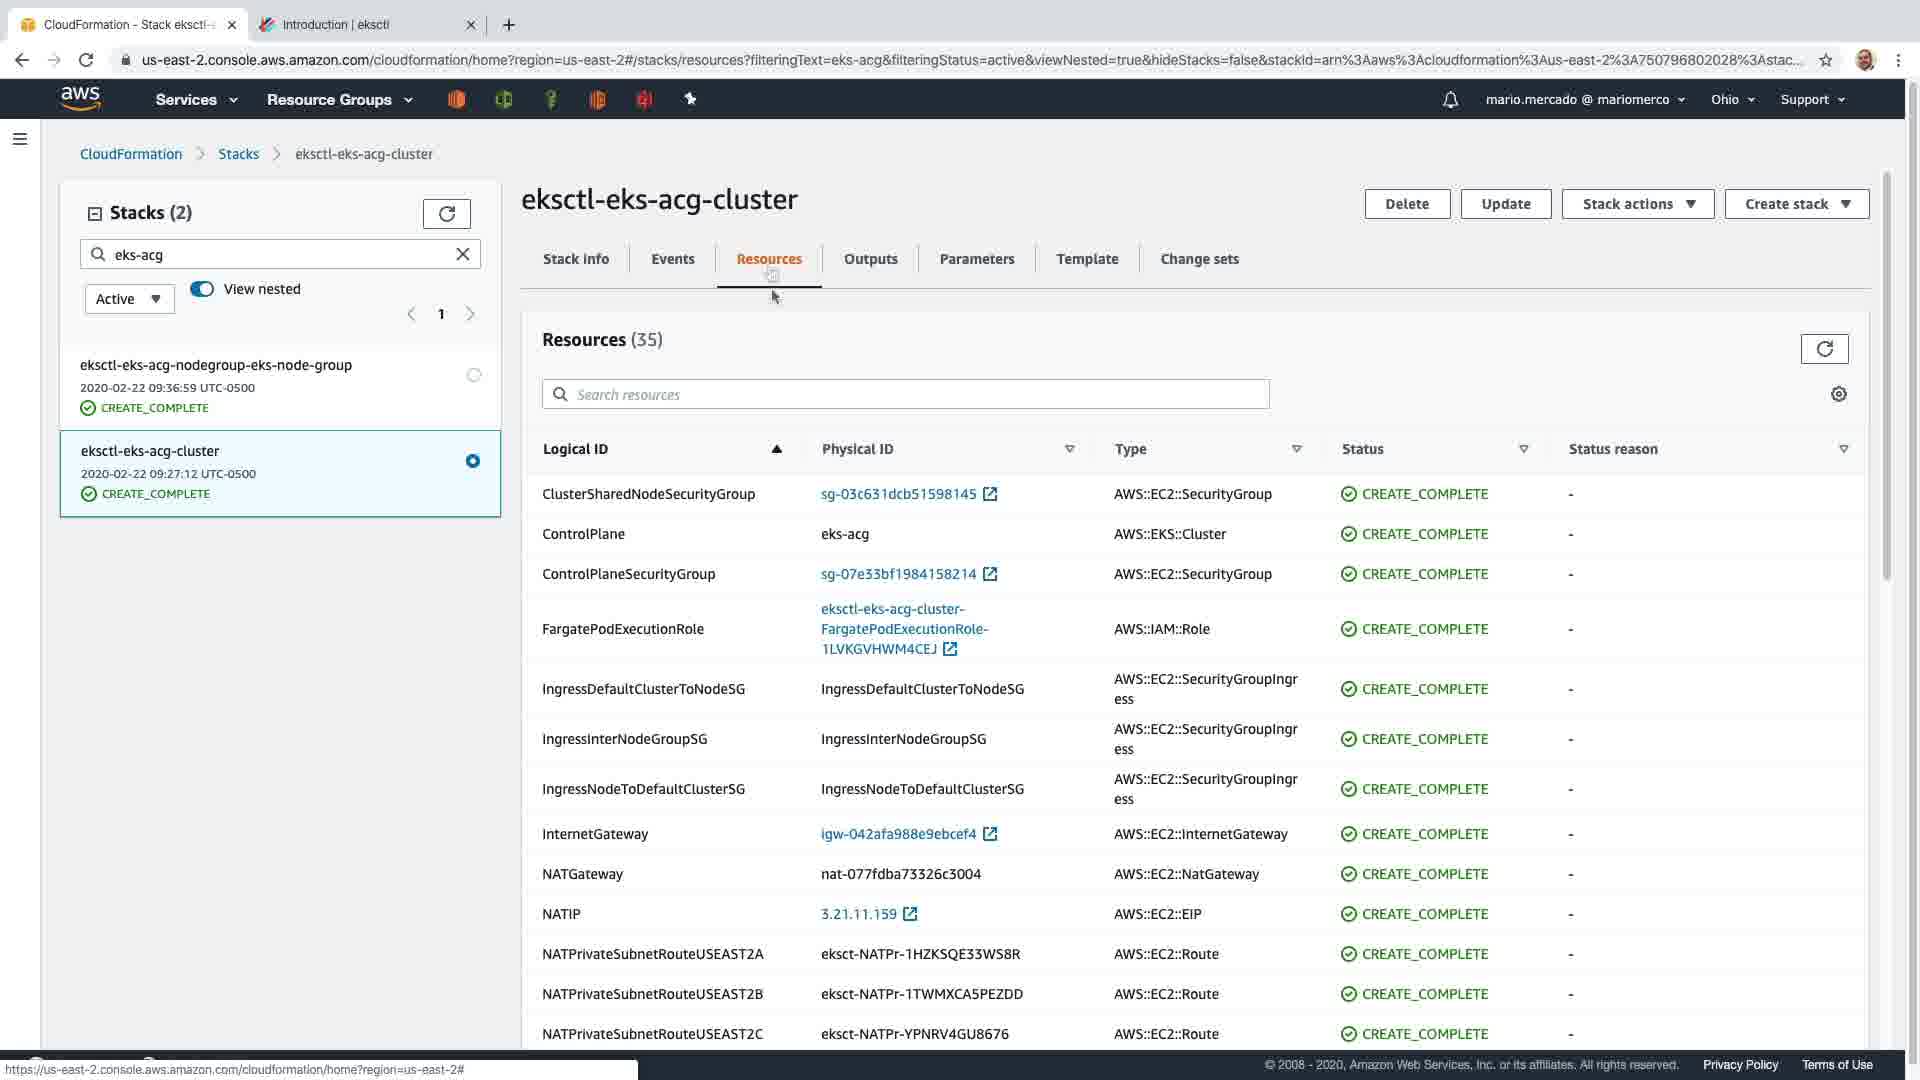 CloudFormation - Stack eksctl-
Introduction | eksctl
us-east-2.console.aws.amazon.com/cloudformation/home?region=us-east-2#/stacks/resources?filteringText=eks-acg&filteringStatus=active&viewNested=true&hideStacks=false&stackId=arn%3Aaws%3Acloudformation%3Aus-east-2%3A750796802028%3Astac...
aws Services Resource Groups mario.mercado @ mariomerco Ohio Support
CloudFormation Stacks eksctl-eks-acg-cluster
Stacks (2)
eks-acg
Active View nested
1
eksctl-eks-acg-nodegroup-eks-node-group
2020-02-22 09:36:59 UTC-0500
CREATE_COMPLETE
eksctl-eks-acg-cluster
2020-02-22 09:27:12 UTC-0500
CREATE_COMPLETE
eksctl-eks-acg-cluster
Delete Update Stack actions Create stack
Stack info Events Resources Outputs Parameters Template Change sets
Resources (35)
Search resources
Logical ID Physical ID Type Status Status reason
ClusterSharedNodeSecurityGroup sg-03c631dcb51598145 AWS::EC2::SecurityGroup CREATE_COMPLETE -
ControlPlane eks-acg AWS::EKS::Cluster CREATE_COMPLETE -
ControlPlaneSecurityGroup sg-07e33bf1984158214 AWS::EC2::SecurityGroup CREATE_COMPLETE -
eksctl-eks-acg-cluster-
FargatePodExecutionRole FargatePodExecutionRole- AWS::IAM::Role CREATE_COMPLETE -
1LVKGVHWM4CEJ
IngressDefaultClusterToNodeSG IngressDefaultClusterToNodeSG AWS::EC2::SecurityGroupIngr CREATE_COMPLETE -
ess
IngressInterNodeGroupSG IngressInterNodeGroupSG AWS::EC2::SecurityGroupIngr CREATE_COMPLETE -
ess
IngressNodeToDefaultClusterSG IngressNodeToDefaultClusterSG AWS::EC2::SecurityGroupIngr CREATE_COMPLETE -
ess
InternetGateway igw-042afa988e9ebcef4 AWS::EC2::InternetGateway CREATE_COMPLETE -
NATGateway nat-077fdba73326c3004 AWS::EC2::NatGateway CREATE_COMPLETE -
NATIP 3.21.11.159 AWS::EC2::EIP CREATE_COMPLETE -
NATPrivateSubnetRouteUSEAST2A eksct-NATPr-1HZKSQE33WS8R AWS::EC2::Route CREATE_COMPLETE -
NATPrivateSubnetRouteUSEAST2B eksct-NATPr-1TWMXCA5PEZDD AWS::EC2::Route CREATE_COMPLETE -
NATPrivateSubnetRouteUSEAST2C eksct-NATPr-YPNRV4GU8676 AWS::EC2::Route CREATE_COMPLETE -
https://us-east-2.console.aws.amazon.com/cloudformation/home?region=us-east-2#
© 2008 - 2020, Amazon Web Services, Inc. or its affiliates. All rights reserved. Privacy Policy Terms of Use